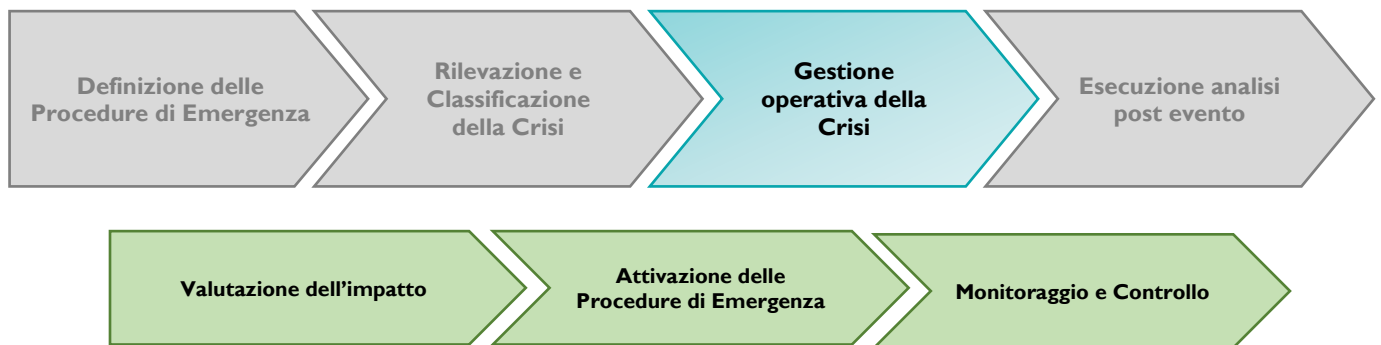 Definizione delle
Procedure di Emergenza
Rilevazione e
Classificazione
della Crisi
Gestione
operativa della
Crisi
Esecuzione analisi
post evento
Valutazione dell'impatto
Attivazione delle
Procedure di Emergenza
Monitoraggio e Controllo